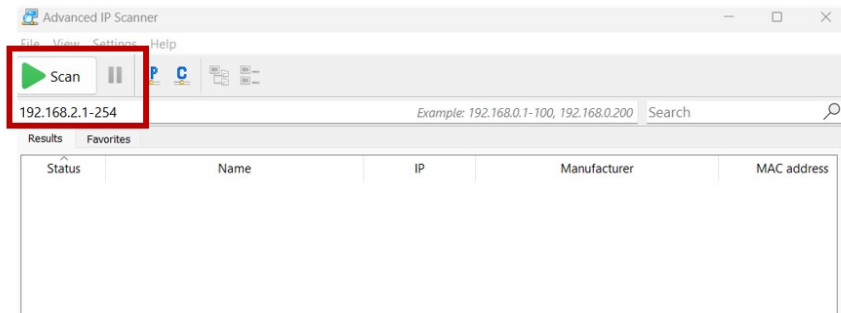 Advanced IP Scanner
File View Settings Help
Scan P C
192.168.2.1-254 Example: 192.168.0.1-100, 192.168.0.200 Search
Results Favorites
Status Name IP Manufacturer MAC address